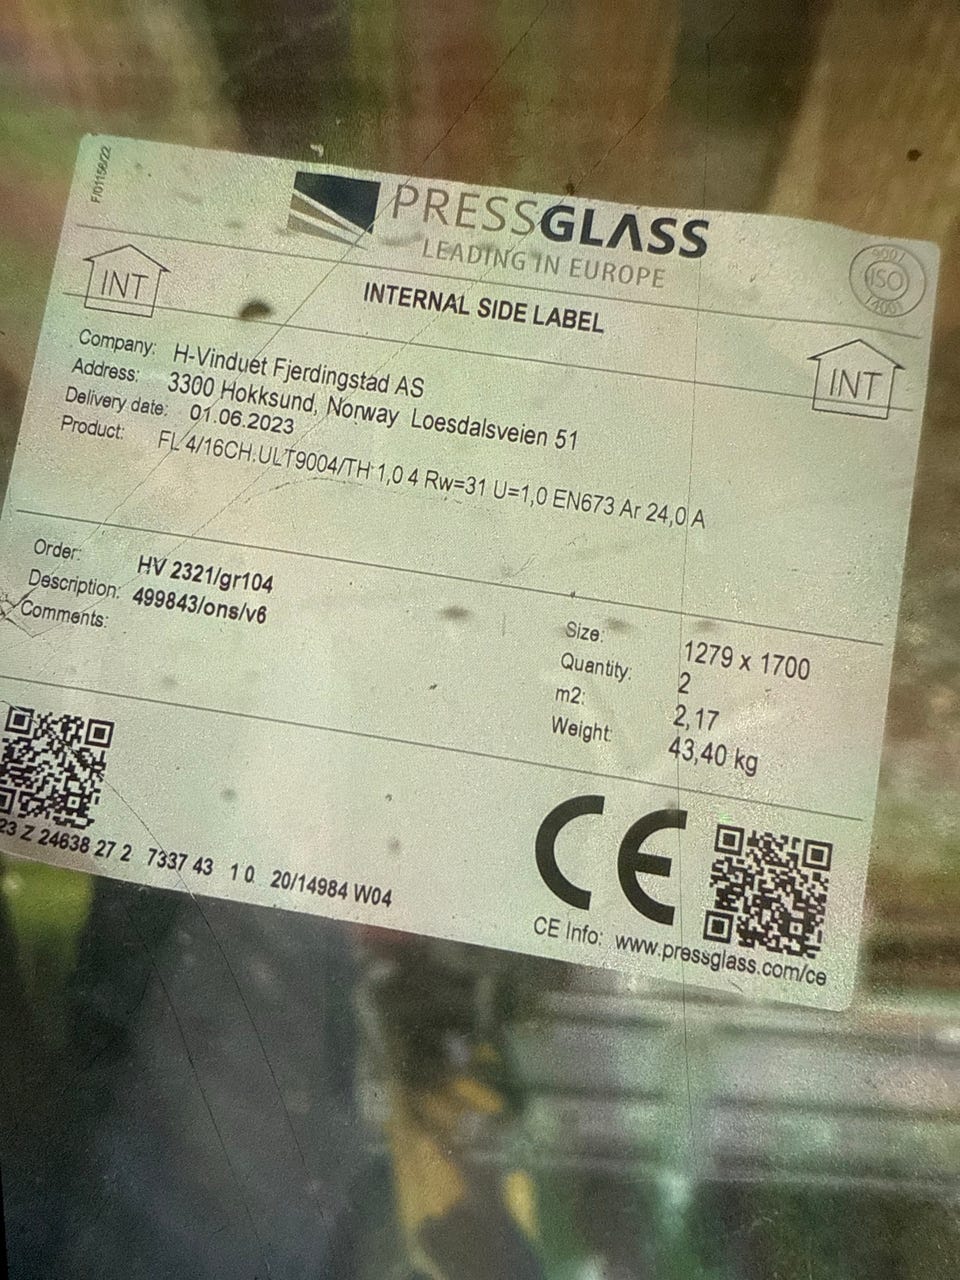 F/01156/22
PRESSGLASS
LEADING IN EUROPE
9001
ISO
14001
INT
INTERNAL SIDE LABEL
INT
Company: H-Vinduet Fjerdingstad AS
Address: 3300 Hokksund, Norway Loesdalsveien 51
Delivery date: 01.06.2023
Product: FL 4/16CH.ULT9004/TH 1,0 4 Rw=31 U=1,0 EN673 Ar 24,0 A
Order: HV 2321/gr104
Description: 499843/ons/v6
Comments:
Size: 1279 x 1700
Quantity: 2
m2: 2,17
Weight: 43,40 kg
23 Z 24638 27 2 7337 43 1 0 20/14984 W04
CE
CE Info: www.pressglass.com/ce